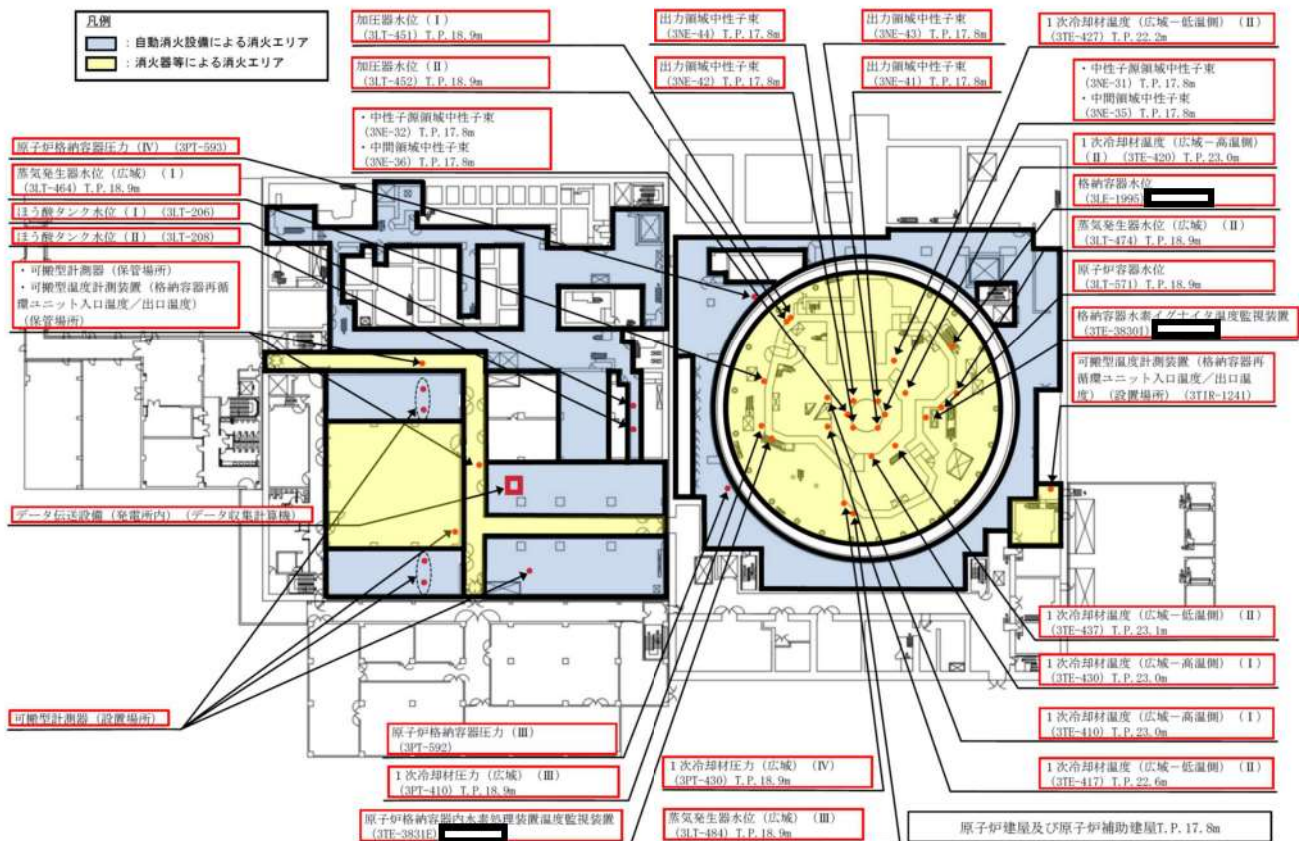 凡例
：自動消火設備による消火エリア
：消火器等による消火エリア
加圧器水位（Ⅰ）
(3LT-451) T.P.18.9m
加圧器水位（Ⅱ）
(3LT-452) T.P.18.9m
・中性子源領域中性子束
(3NE-32) T.P.17.8m
・中間領域中性子束
(3NE-36) T.P.17.8m
出力領域中性子束
(3NE-44) T.P.17.8m
出力領域中性子束
(3NE-42) T.P.17.8m
出力領域中性子束
(3NE-43) T.P.17.8m
出力領域中性子束
(3NE-41) T.P.17.8m
１次冷却材温度（広域－低温側）（Ⅱ）
(3TE-427) T.P.22.2m
・中性子源領域中性子束
(3NE-31) T.P.17.8m
・中間領域中性子束
(3NE-35) T.P.17.8m
１次冷却材温度（広域－高温側）
（Ⅱ） (3TE-420) T.P.23.0m
格納容器水位
(3LE-1995)
蒸気発生器水位（広域）（Ⅱ）
(3LT-474) T.P.18.9m
原子炉容器水位
(3LT-571) T.P.18.9m
格納容器水素イグナイタ温度監視装置
(3TE-3830I)
可搬型温度計測装置（格納容器再
循環ユニット入口温度／出口温
度）（設置場所）(3TIR-1241)
原子炉格納容器圧力（Ⅳ） (3PT-593)
蒸気発生器水位（広域）（Ⅰ）
(3LT-464) T.P.18.9m
ほう酸タンク水位（Ⅰ） (3LT-206)
ほう酸タンク水位（Ⅱ） (3LT-208)
・可搬型計測器（保管場所）
・可搬型温度計測装置（格納容器再循
環ユニット入口温度／出口温度）
（保管場所）
データ伝送設備（発電所内）（データ収集計算機）
可搬型計測器（設置場所）
原子炉格納容器圧力（Ⅲ）
(3PT-592)
１次冷却材圧力（広域）（Ⅲ）
(3PT-410) T.P.18.9m
原子炉格納容器内水素処理装置温度監視装置
(3TE-3831E)
１次冷却材圧力（広域）（Ⅳ）
(3PT-430) T.P.18.9m
蒸気発生器水位（広域）（Ⅲ）
(3LT-484) T.P.18.9m
１次冷却材温度（広域－低温側）（Ⅱ）
(3TE-437) T.P.23.1m
１次冷却材温度（広域－高温側）（Ⅰ）
(3TE-430) T.P.23.0m
１次冷却材温度（広域－高温側）（Ⅰ）
(3TE-410) T.P.23.0m
１次冷却材温度（広域－低温側）（Ⅱ）
(3TE-417) T.P.22.6m
原子炉建屋及び原子炉補助建屋T.P.17.8m